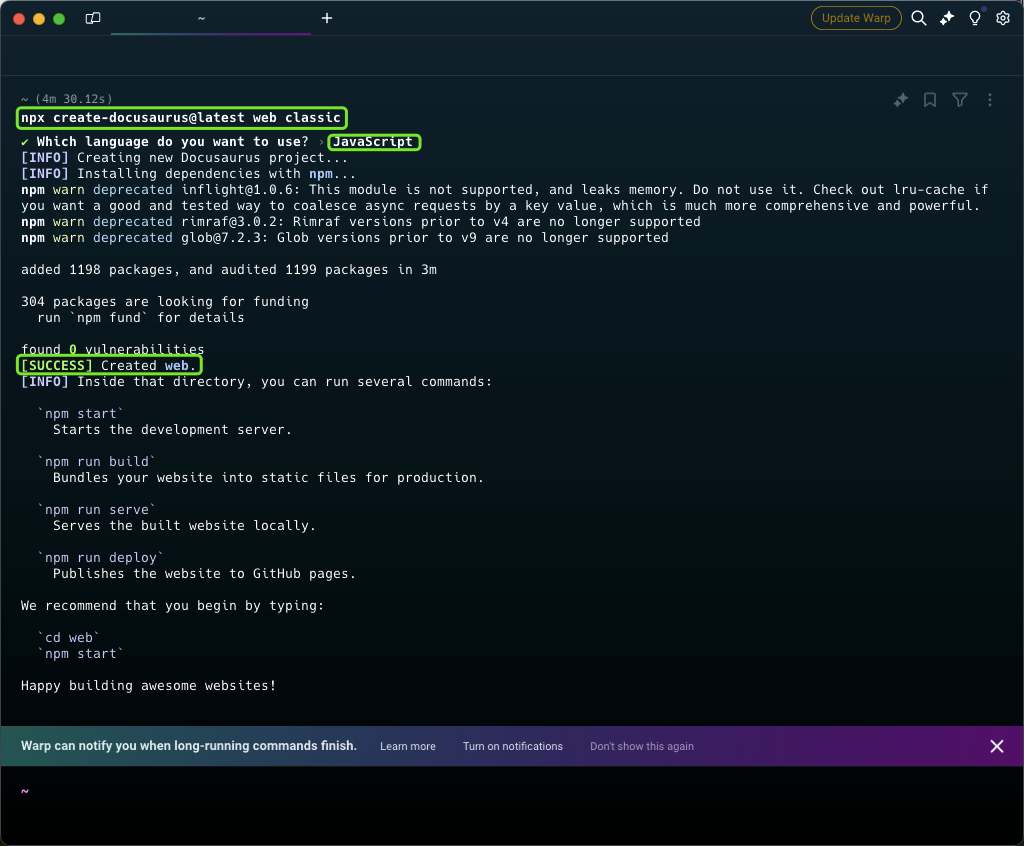 ~
+
Update Warp
~ (4m 30.12s)
npx create-docusaurus@latest web classic
✔ Which language do you want to use? › JavaScript
[INFO] Creating new Docusaurus project...
[INFO] Installing dependencies with npm...
npm warn deprecated inflight@1.0.6: This module is not supported, and leaks memory. Do not use it. Check out lru-cache if
you want a good and tested way to coalesce async requests by a key value, which is much more comprehensive and powerful.
npm warn deprecated rimraf@3.0.2: Rimraf versions prior to v4 are no longer supported
npm warn deprecated glob@7.2.3: Glob versions prior to v9 are no longer supported
added 1198 packages, and audited 1199 packages in 3m
304 packages are looking for funding
run `npm fund` for details
found 0 vulnerabilities
[SUCCESS] Created web.
[INFO] Inside that directory, you can run several commands:
`npm start`
Starts the development server.
`npm run build`
Bundles your website into static files for production.
`npm run serve`
Serves the built website locally.
`npm run deploy`
Publishes the website to GitHub pages.
We recommend that you begin by typing:
`cd web`
`npm start`
Happy building awesome websites!
Warp can notify you when long-running commands finish. Learn more Turn on notifications Don't show this again
~